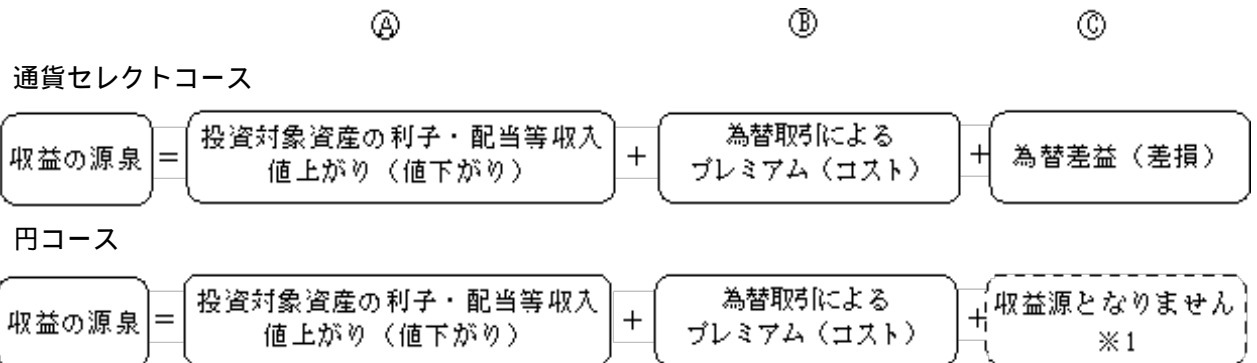 Ⓐ Ⓑ Ⓒ
通貨セレクトコース
収益の源泉 = 投資対象資産の利子・配当等収入 値上がり（値下がり） + 為替取引による プレミアム（コスト） + 為替差益（差損）
円コース
収益の源泉 = 投資対象資産の利子・配当等収入 値上がり（値下がり） + 為替取引による プレミアム（コスト） + 収益源となりません ※1